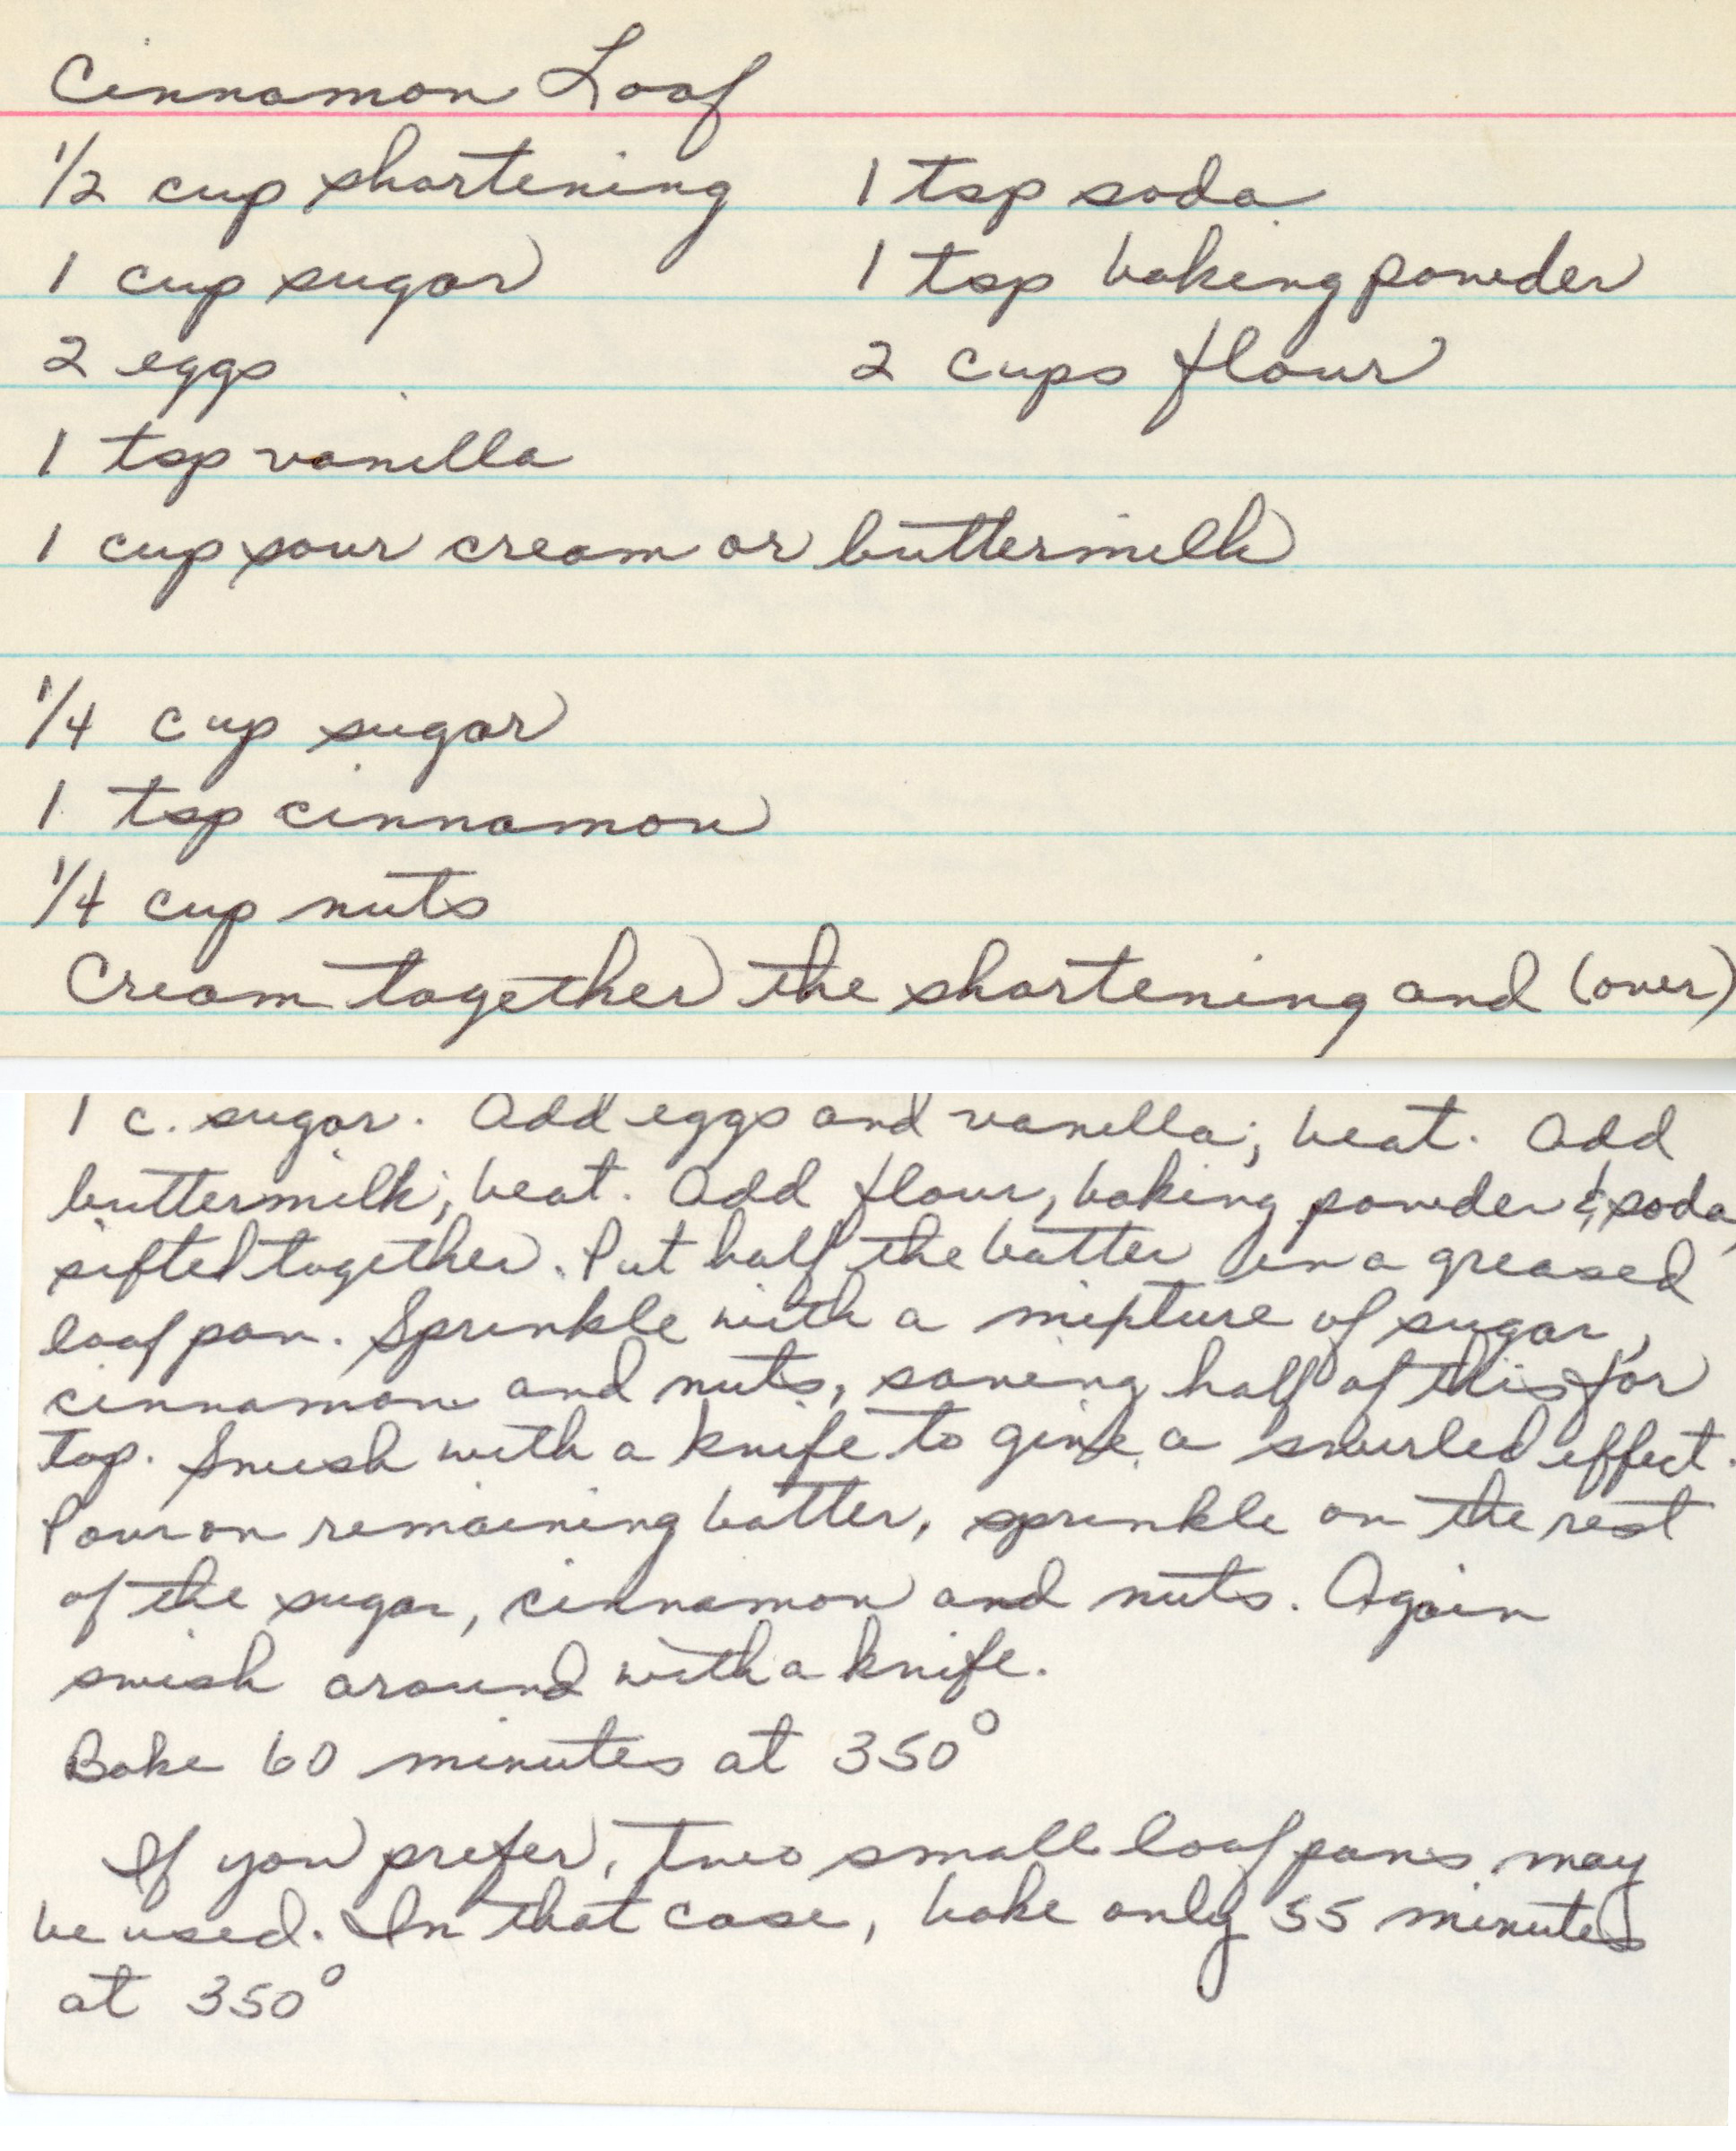 Cinnamon Loaf
1/2 cup shortening 1 tsp soda
1 cup sugar 1 tsp baking powder
2 eggs 2 cups flour
1 tsp vanilla
1 cup sour cream or buttermilk
1/4 cup sugar
1 tsp cinnamon
1/4 cup nuts
Cream together the shortening and (over)
1 c. sugar. Add eggs and vanilla; beat. Add
buttermilk; beat. Add flour, baking powder & soda,
sifted together. Put half the batter in a greased
loaf pan. Sprinkle with a mixture of sugar,
cinnamon and nuts, saving half of this for
top. Swish with a knife to give a swirled effect.
Pour on remaining batter, sprinkle on the rest
of the sugar, cinnamon and nuts. Again
swish around with a knife.
Bake 60 minutes at 350°
If you prefer, two small loaf pans may
be used. In that case, bake only 55 minutes
at 350°